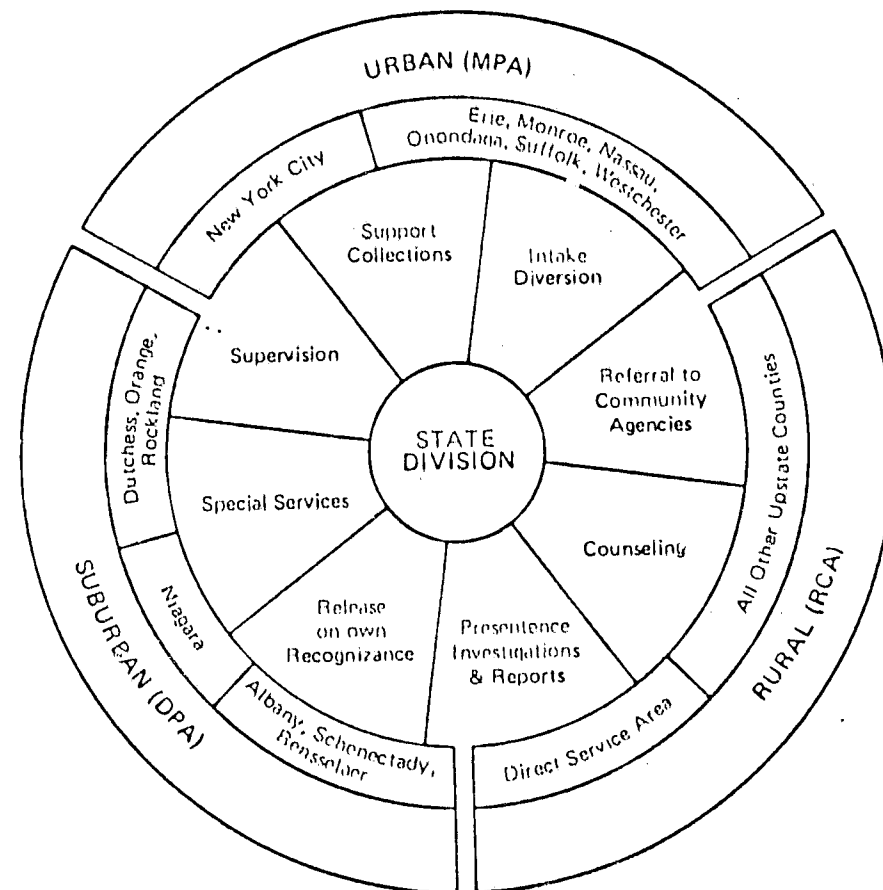 URBAN (MPA)
New York City
Erie, Monroe, Nassau,
Onondaga, Suffolk, Westchester
Support
Collections
Intake
Diversion
Supervision
Referral to
Community
Agencies
STATE
DIVISION
Special Services
Counseling
Release
on own
Recognizance
Presentence
Investigations
& Reports
Dutchess, Orange,
Rockland
Niagara
Albany, Schenectady,
Rensselaer
SUBURBAN (DPA)
Direct Service Area
All Other Upstate Counties
RURAL (RCA)